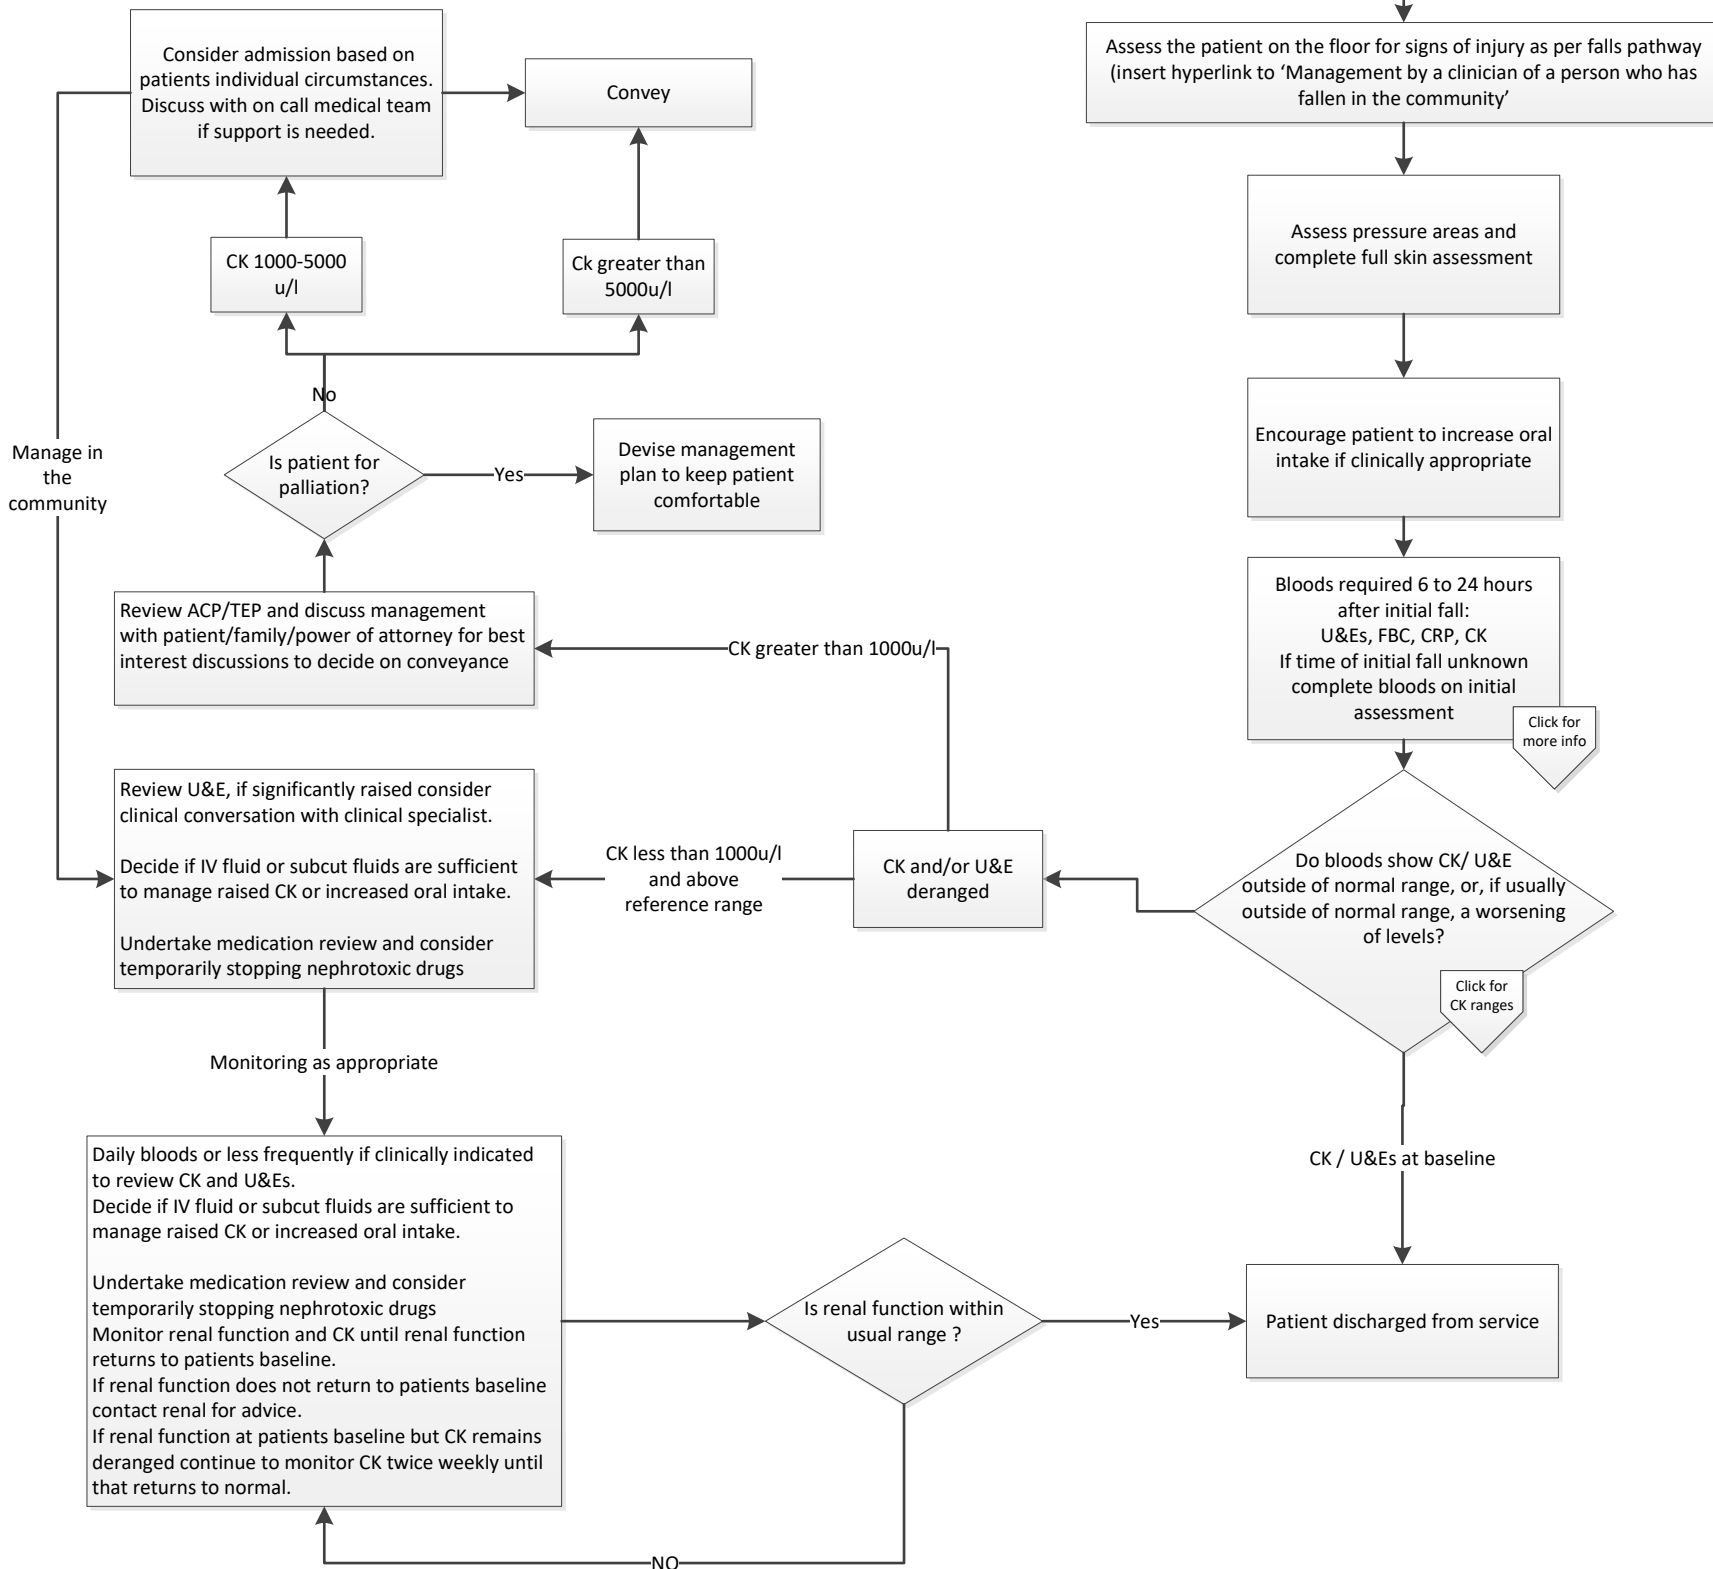 Consider admission based on
patients individual circumstances.
Discuss with on call medical team
if support is needed.
Convey
CK 1000-5000
u/l
Ck greater than
5000u/l
No
Is patient for
palliation?
Yes
Devise management
plan to keep patient
comfortable
Manage in
the
community
Review ACP/TEP and discuss management
with patient/family/power of attorney for best
interest discussions to decide on conveyance
CK greater than 1000u/l
Review U&E, if significantly raised consider
clinical conversation with clinical specialist.
Decide if IV fluid or subcut fluids are sufficient
to manage raised CK or increased oral intake.
Undertake medication review and consider
temporarily stopping nephrotoxic drugs
CK less than 1000u/l
and above
reference range
CK and/or U&E
deranged
Monitoring as appropriate
Daily bloods or less frequently if clinically indicated
to review CK and U&Es.
Decide if IV fluid or subcut fluids are sufficient to
manage raised CK or increased oral intake.
Undertake medication review and consider
temporarily stopping nephrotoxic drugs
Monitor renal function and CK until renal function
returns to patients baseline.
If renal function does not return to patients baseline
contact renal for advice.
If renal function at patients baseline but CK remains
deranged continue to monitor CK twice weekly until
that returns to normal.
NO
Is renal function within
usual range ?
Yes
Assess the patient on the floor for signs of injury as per falls pathway
(insert hyperlink to ‘Management by a clinician of a person who has
fallen in the community’
Assess pressure areas and
complete full skin assessment
Encourage patient to increase oral
intake if clinically appropriate
Bloods required 6 to 24 hours
after initial fall:
U&Es, FBC, CRP, CK
If time of initial fall unknown
complete bloods on initial
assessment
Click for
more info
Do bloods show CK/ U&E
outside of normal range, or, if usually
outside of normal range, a worsening
of levels?
Click for
CK ranges
CK / U&Es at baseline
Patient discharged from service